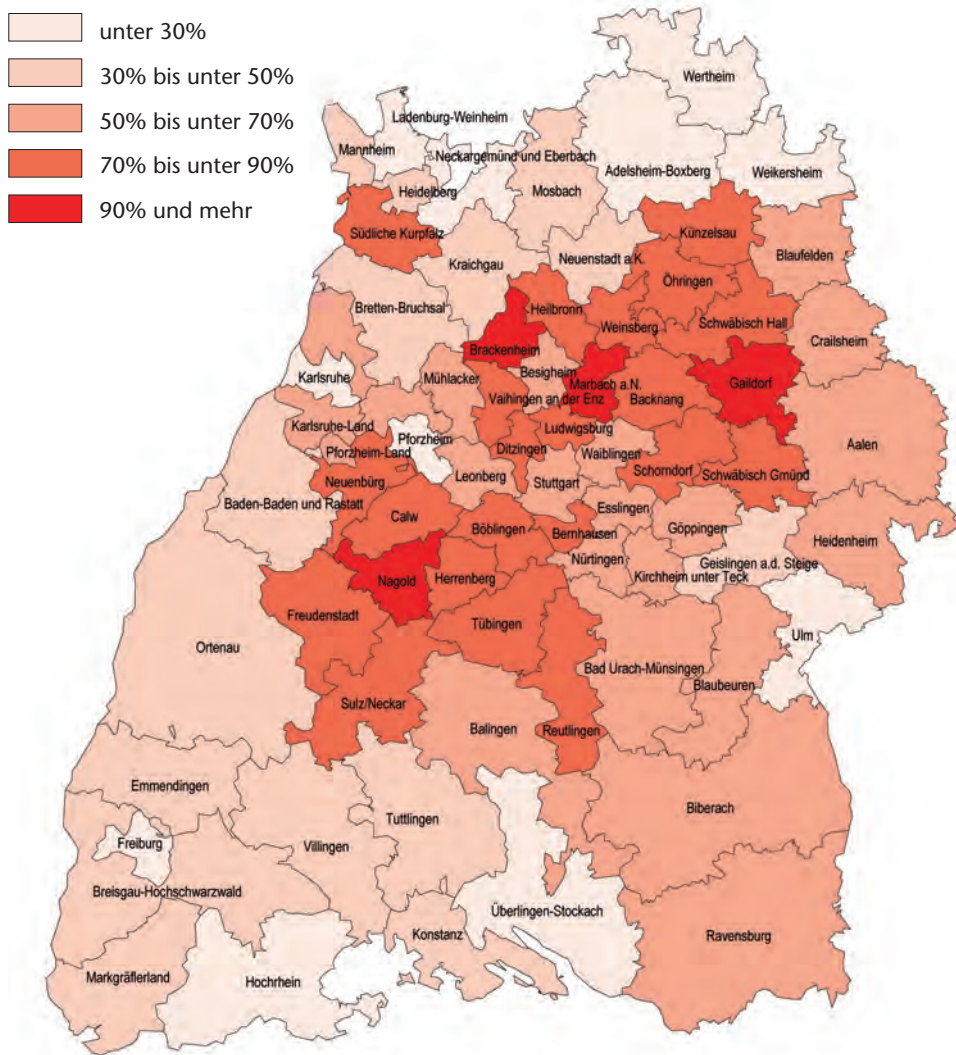 unter 30%
30% bis unter 50%
50% bis unter 70%
70% bis unter 90%
90% und mehr
Wertheim
Ladenburg-Weinheim
Mannheim
Neckargemünd und Eberbach
Adelsheim-Boxberg
Weikersheim
Heidelberg
Mosbach
Südliche Kurpfalz
Künzelsau
Blaufelden
Kraichgau
Neuenstadt a.K.
Öhringen
Bretten-Bruchsal
Heilbronn
Weinsberg
Schwäbisch Hall
Crailsheim
Brackenheim
Besigheim
Karlsruhe
Mühlacker
Marbach a.N.
Gaildorf
Vaihingen an der Enz
Backnang
Karlsruhe-Land
Ludwigsburg
Pforzheim
Aalen
Pforzheim-Land
Ditzingen
Waiblingen
Neuenbürg
Leonberg
Stuttgart
Schorndorf
Schwäbisch Gmünd
Baden-Baden und Rastatt
Esslingen
Calw
Böblingen
Bernhausen
Göppingen
Heidenheim
Nürtingen
Geislingen a.d. Steige
Nagold
Herrenberg
Kirchheim unter Teck
Freudenstadt
Tübingen
Ulm
Ortenau
Bad Urach-Münsingen
Blaubeuren
Sulz/Neckar
Balingen
Reutlingen
Emmendingen
Biberach
Tuttlingen
Freiburg
Villingen
Breisgau-Hochschwarzwald
Überlingen-Stockach
Konstanz
Ravensburg
Markgräflerland
Hochrhein